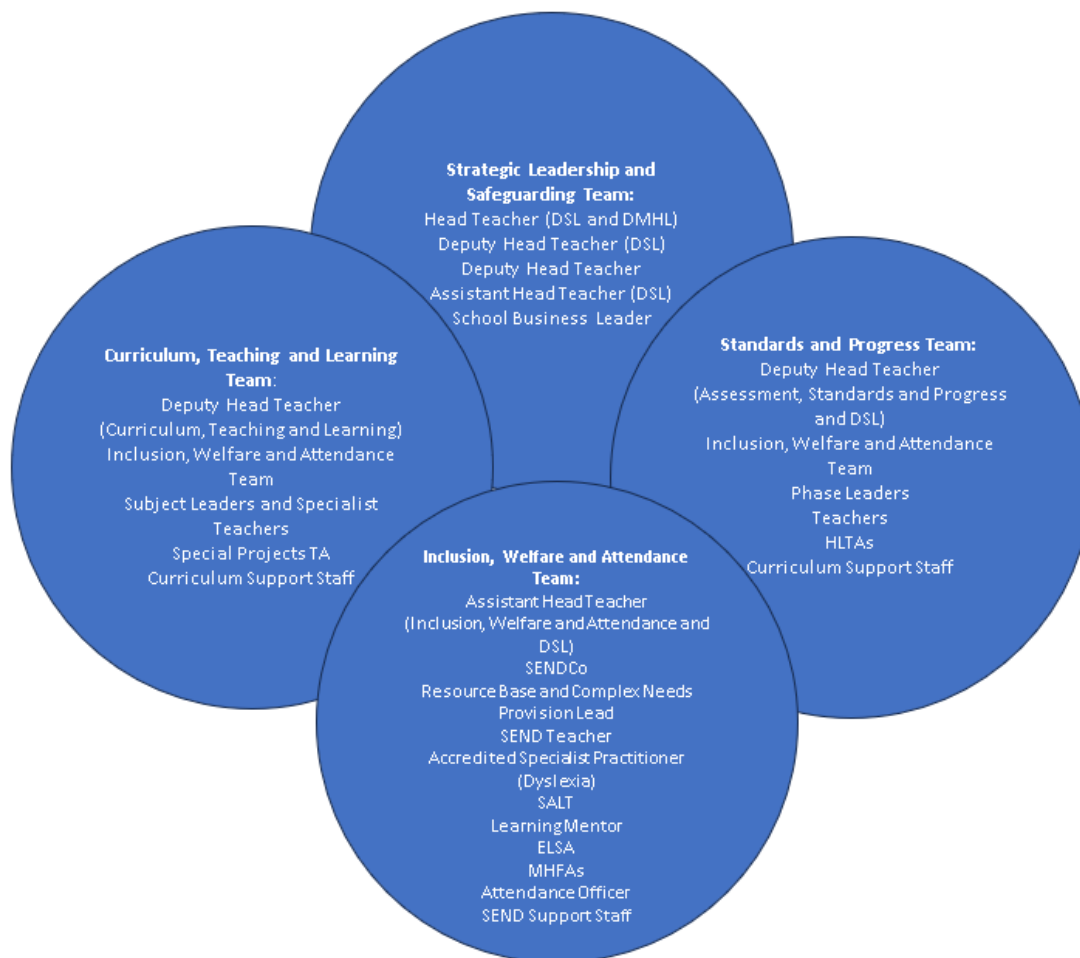 Strategic Leadership and
Safeguarding Team:
Head Teacher (DSL and DMHL)
Deputy Head Teacher (DSL)
Deputy Head Teacher
Assistant Head Teacher (DSL)
School Business Leader
Curriculum, Teaching and Learning
Team:
Deputy Head Teacher
(Curriculum, Teaching and Learning)
Inclusion, Welfare and Attendance
Team
Subject Leaders and Specialist
Teachers
Special Projects TA
Curriculum Support Staff
Standards and Progress Team:
Deputy Head Teacher
(Assessment, Standards and Progress
and DSL)
Inclusion, Welfare and Attendance
Team
Phase Leaders
Teachers
HLTAs
Curriculum Support Staff
Inclusion, Welfare and Attendance
Team:
Assistant Head Teacher
(Inclusion, Welfare and Attendance and
DSL)
SENDCo
Resource Base and Complex Needs
Provision Lead
SEND Teacher
Accredited Specialist Practitioner
(Dyslexia)
SALT
Learning Mentor
ELSA
MHFAs
Attendance Officer
SEND Support Staff